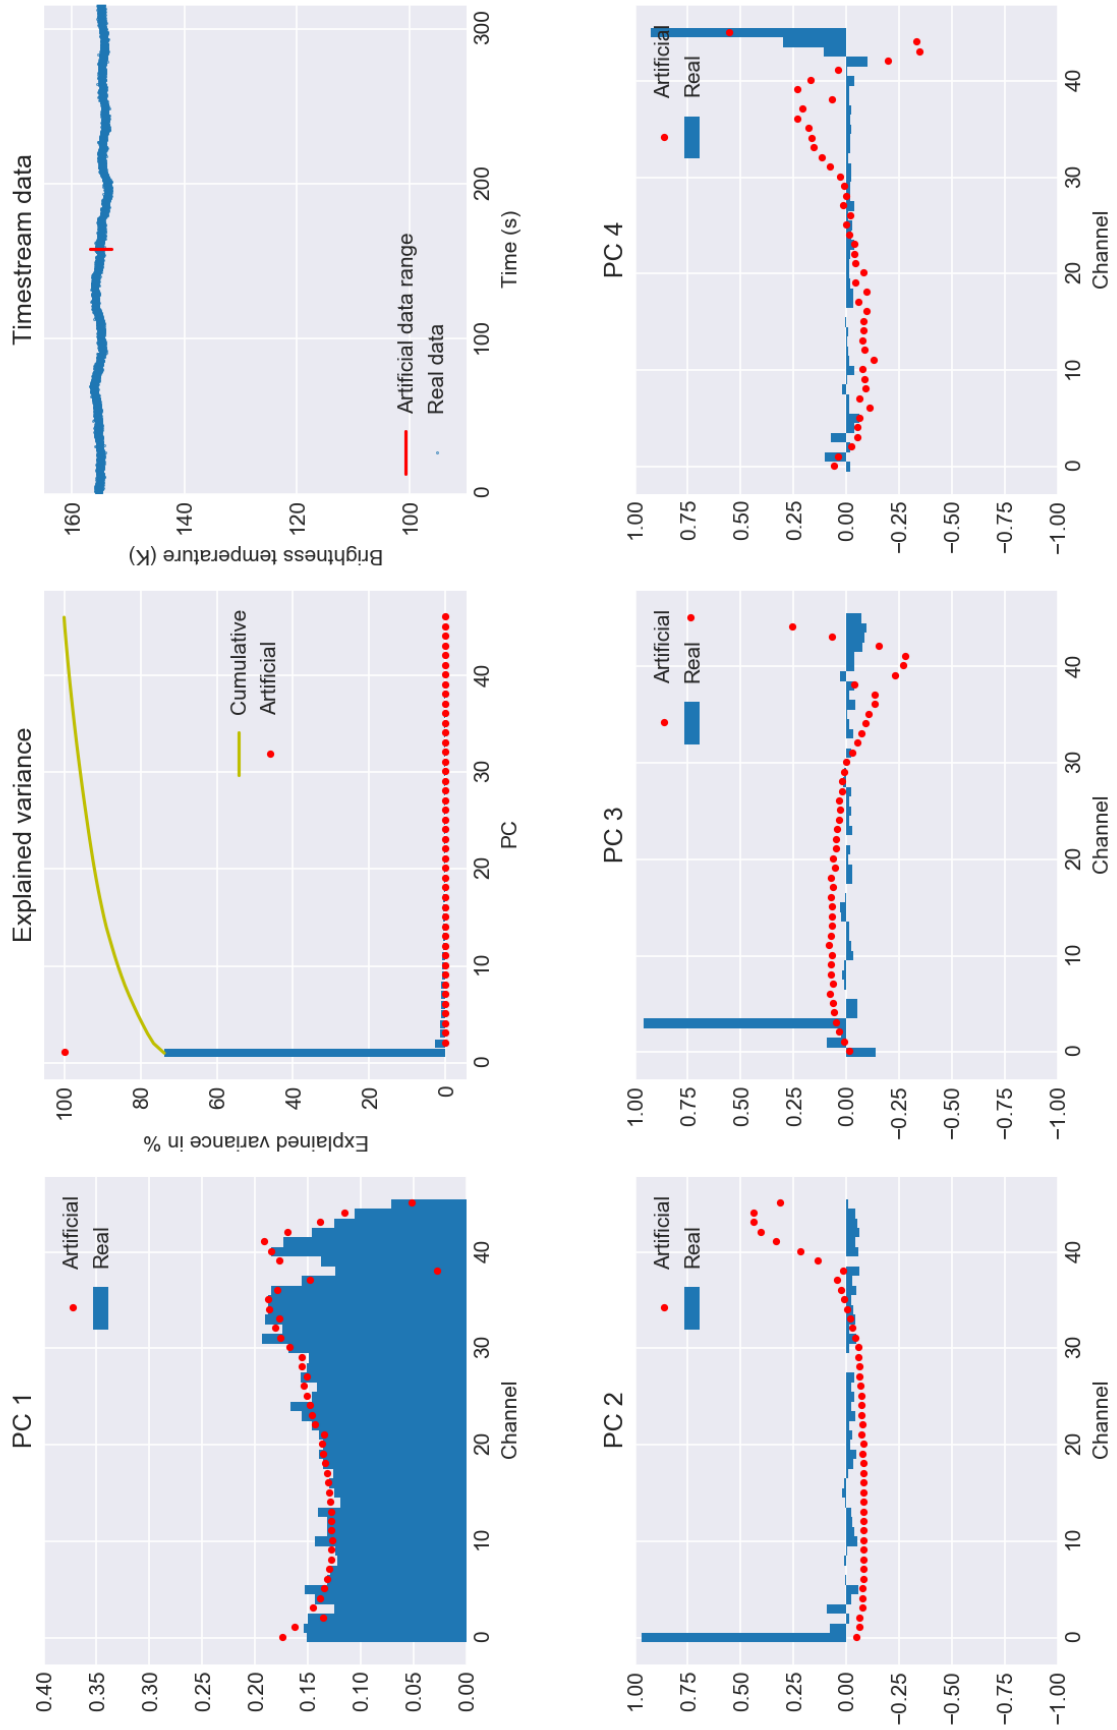 PC 1
0.40
0.35
0.30
0.25
0.20
0.15
0.10
0.05
0.00
0
10
20
30
40
Channel
Artificial
Real
Explained variance
Explained variance in %
100
80
60
40
20
0
0
10
20
30
40
PC
Cumulative
Artificial
Timestream data
Brightness temperature (K)
160
140
120
100
0
100
200
300
Time (s)
Artificial data range
Real data
PC 2
1.00
0.75
0.50
0.25
0.00
−0.25
−0.50
−0.75
−1.00
0
10
20
30
40
Channel
Artificial
Real
PC 3
1.00
0.75
0.50
0.25
0.00
−0.25
−0.50
−0.75
−1.00
0
10
20
30
40
Channel
Artificial
Real
PC 4
1.00
0.75
0.50
0.25
0.00
−0.25
−0.50
−0.75
−1.00
0
10
20
30
40
Channel
Artificial
Real